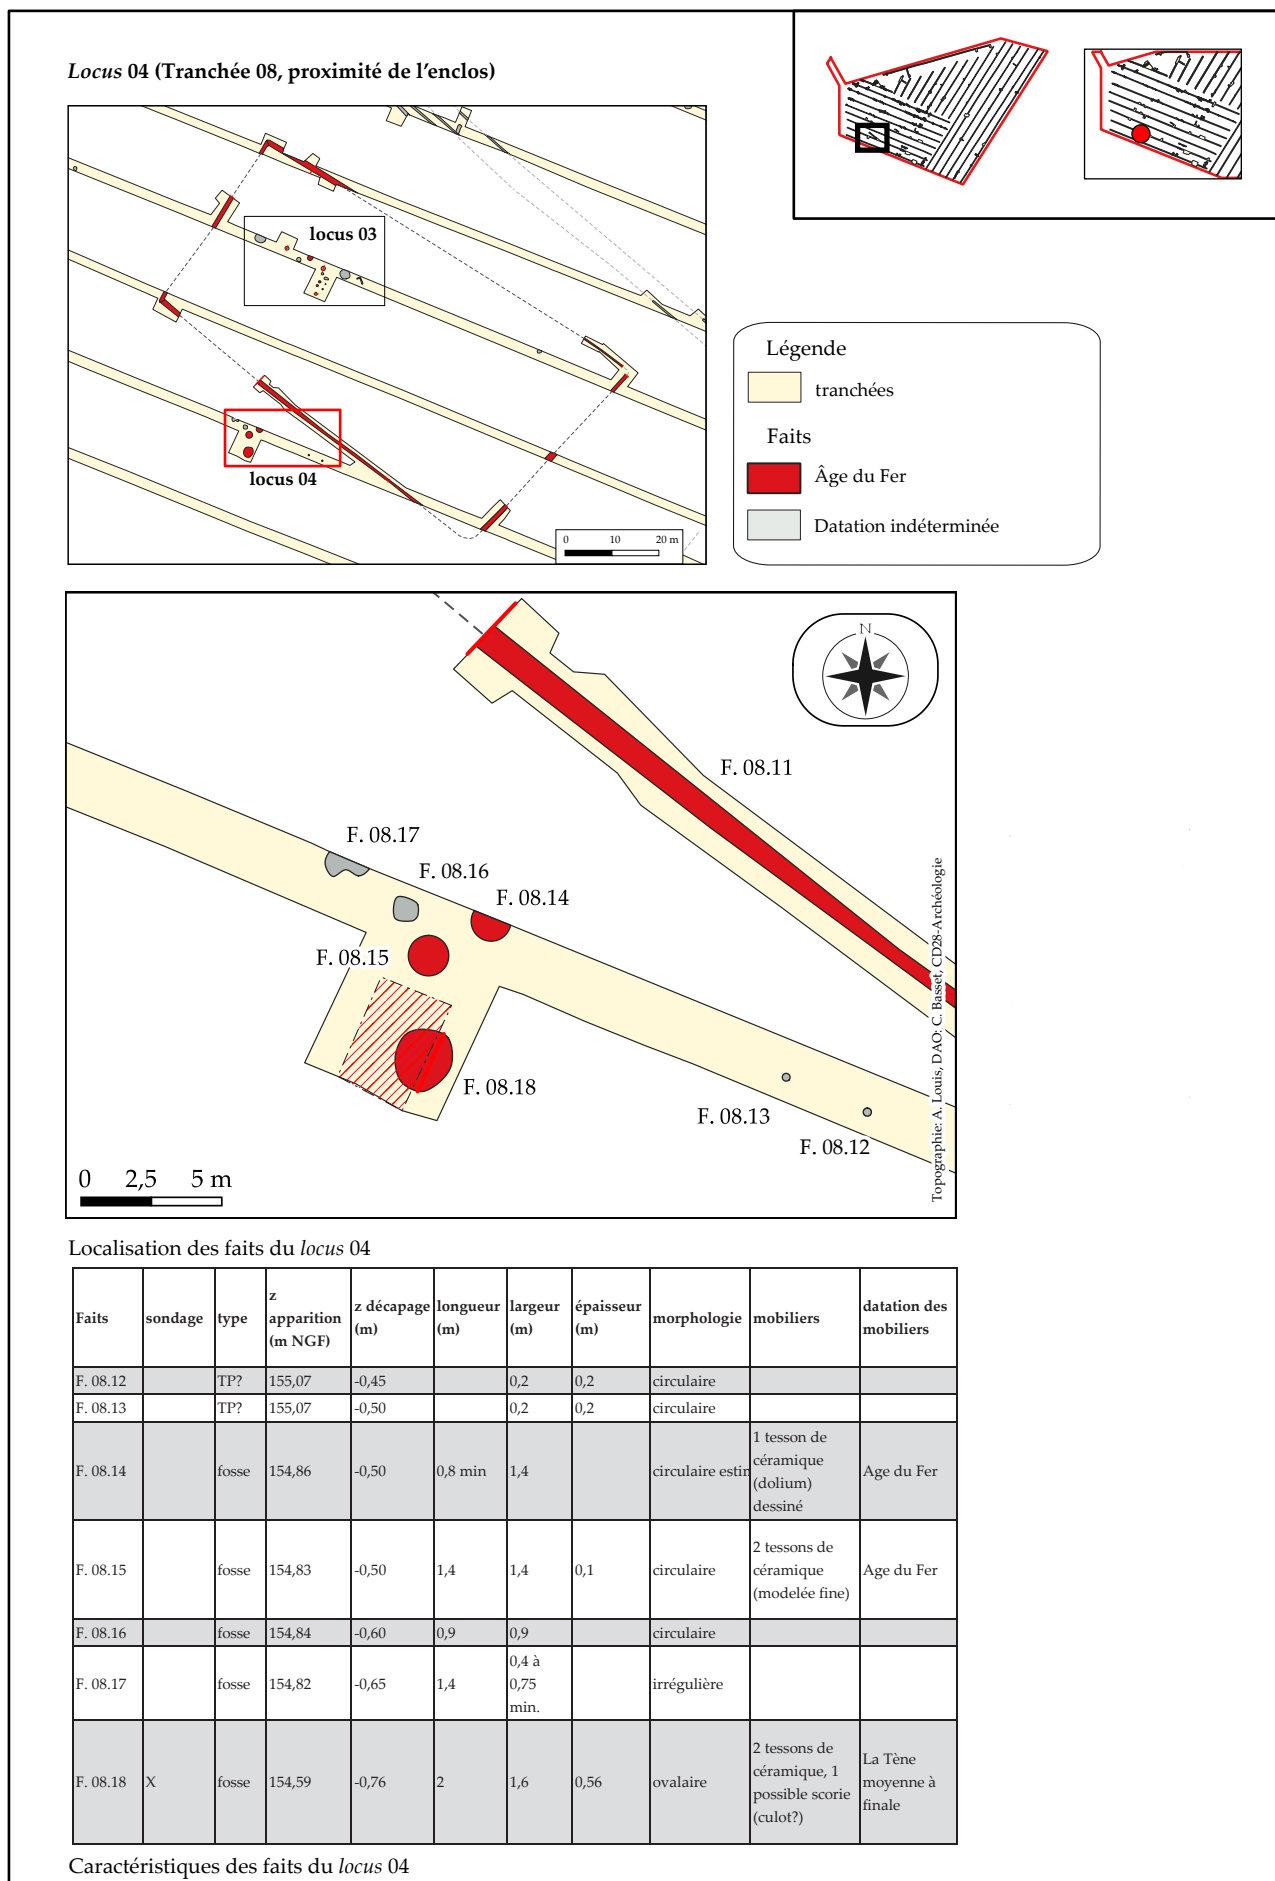 Locus 04 (Tranchée 08, proximité de l'enclos)
locus 03
locus 04
0 10 20 m
Légende
tranchées
Faits
Âge du Fer
Datation indéterminée
N
F. 08.11
F. 08.17
F. 08.16
F. 08.14
F. 08.15
F. 08.18
F. 08.13
F. 08.12
0 2,5 5 m
Topographie: A. Louis, DAO: C. Basset, CD28-Archéologie
Localisation des faits du locus 04
Faits sondage type z apparition (m NGF) z décapage (m) longueur (m) largeur (m) épaisseur (m) morphologie mobiliers datation des mobiliers
F. 08.12 TP? 155,07 -0,45 0,2 0,2 circulaire
F. 08.13 TP? 155,07 -0,50 0,2 0,2 circulaire
F. 08.14 fosse 154,86 -0,50 0,8 min 1,4 circulaire estin 1 tesson de céramique (dolium) dessiné Age du Fer
F. 08.15 fosse 154,83 -0,50 1,4 1,4 0,1 circulaire 2 tessons de céramique (modelée fine) Age du Fer
F. 08.16 fosse 154,84 -0,60 0,9 0,9 circulaire
F. 08.17 fosse 154,82 -0,65 1,4 0,4 à 0,75 min. irrégulière
F. 08.18 X fosse 154,59 -0,76 2 1,6 0,56 ovalaire 2 tessons de céramique, 1 possible scorie (culot?) La Tène moyenne à finale
Caractéristiques des faits du locus 04